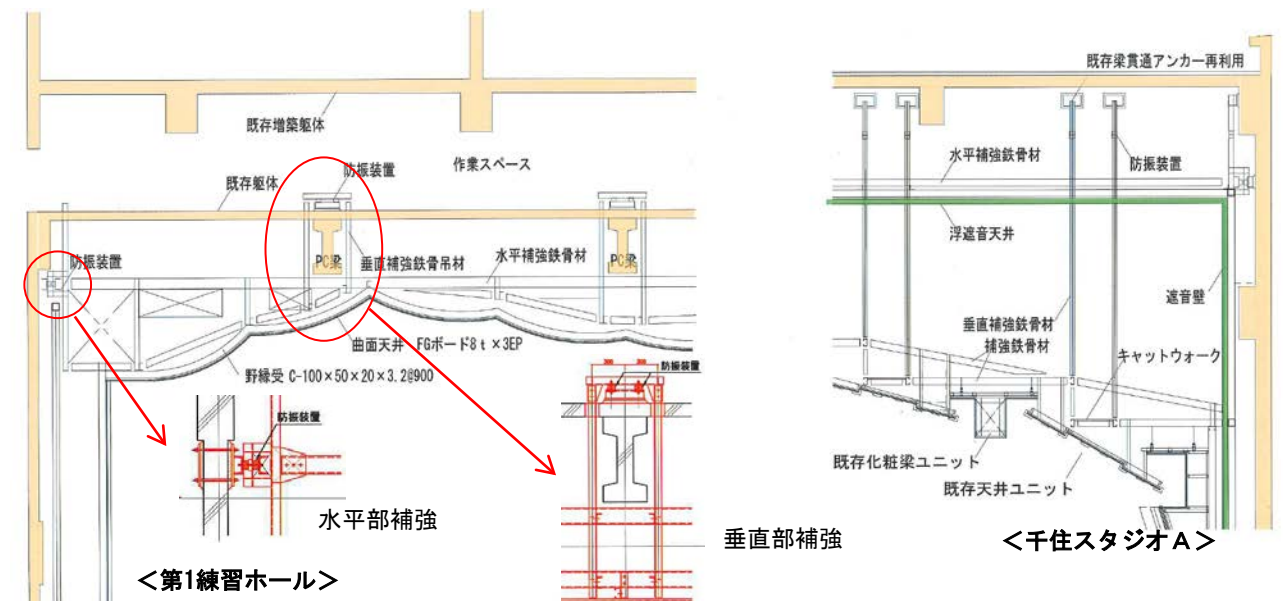 既存増築躯体
作業スペース
防振装置
既存躯体
PC梁
垂直補強鉄骨吊材
水平補強鉄骨材
PC梁
防振装置
曲面天井 FGボード8t×3EP
野縁受 C-100×50×20×3.2@900
防振装置
水平部補強
<第1練習ホール>
300
300
防振装置
垂直部補強
既存梁貫通アンカー再利用
水平補強鉄骨材
防振装置
浮遮音天井
遮音壁
垂直補強鉄骨材
補強鉄骨材
キャットウォーク
既存化粧梁ユニット
既存天井ユニット
<千住スタジオA>